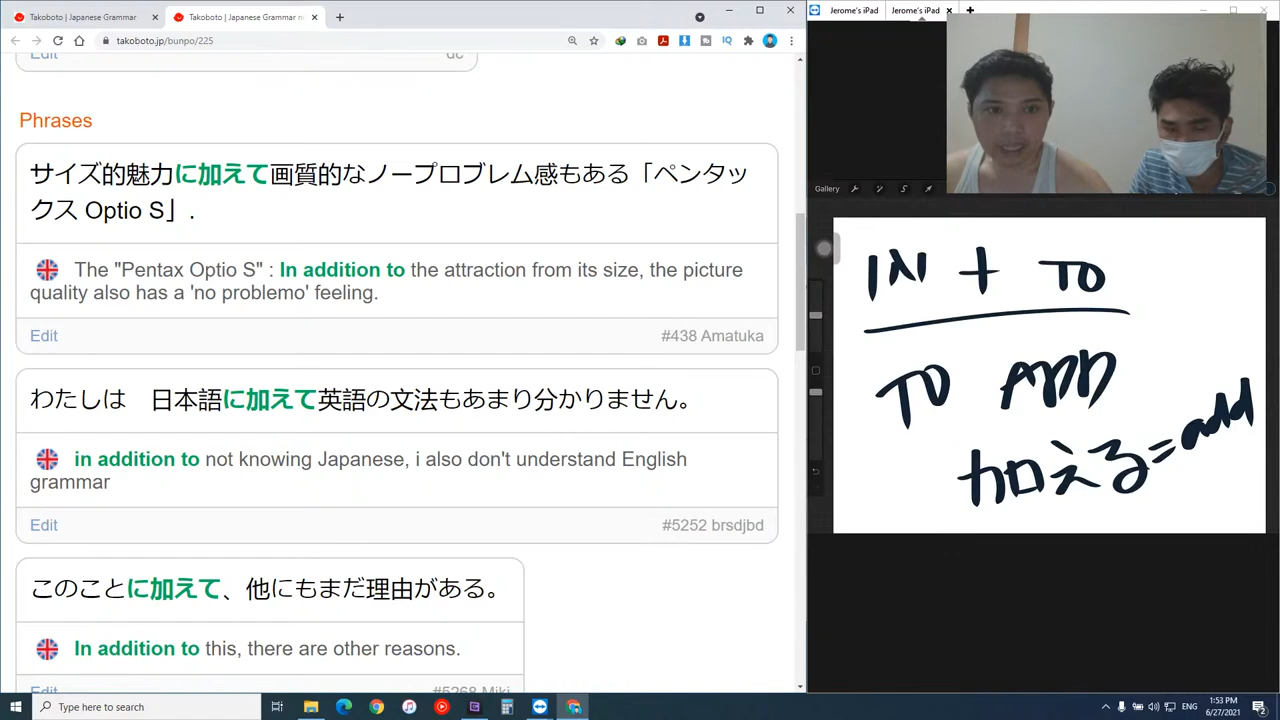 Takoboto | Japanese Grammar
Takoboto | Japanese Grammar n
takoboto.jp/bunpo/225
Edit
Phrases
サイズ的魅力に加えて画質的なノープロブレム感もある「ペンタッ
クス Optio S」.
The "Pentax Optio S" : In addition to the attraction from its size, the picture
quality also has a 'no problemo' feeling.
Edit
#438 Amatuka
わたしは　日本語に加えて英語の文法もあまり分かりません。
in addition to not knowing Japanese, i also don't understand English
grammar
Edit
#5252 brsdjbd
このことに加えて、他にもまだ理由がある。
In addition to this, there are other reasons.
Edit
#5268 Miki
Jerome's iPad
Jerome's iPad
Gallery
IN + TO
TO ADD
加える=add
Type here to search
ENG
1:53 PM
6/27/2021